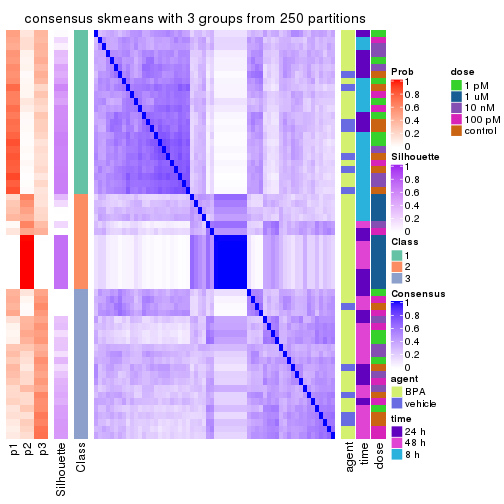 consensus skmeans with 3 groups from 250 partitions
Prob
1
0.8
0.6
0.4
0.2
0
Silhouette
1
0.8
0.6
0.4
0.2
0
Class
1
2
3
Consensus
1
0.8
0.6
0.4
0.2
0
agent
BPA
vehicle
time
24 h
48 h
8 h
dose
1 pM
1 uM
10 nM
100 pM
control
p1
p2
p3
Silhouette
Class
agent
time
dose